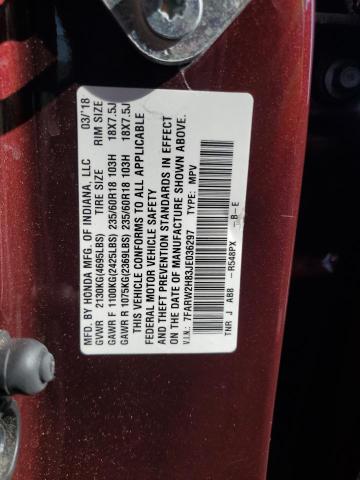 MFD. BY HONDA MFG. OF INDIANA, LLC 03/'18
GVWR 2130KG(4695LBS) TIRE SIZE RIM SIZE
GAWR F 1100KG(2425LBS) 235/60R18 103H 18X7.5J
GAWR R 1075KG(2369LBS) 235/60R18 103H 18X7.5J
THIS VEHICLE CONFORMS TO ALL APPLICABLE
FEDERAL MOTOR VEHICLE SAFETY
AND THEFT PREVENTION STANDARDS IN EFFECT
ON THE DATE OF MANUFACTURE SHOWN ABOVE.
V.I.N.: 7FARW2H83JE036297 TYPE: MPV
-B-E
TNR J ABB -R548PX